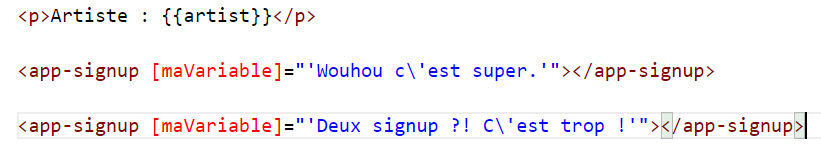 <p>Artiste : {{artist}}</p>
<app-signup [maVariable]="'Wouhou c\'est super.'"></app-signup>
<app-signup [maVariable]="'Deux signup ?! C\'est trop !'"></app-signup>